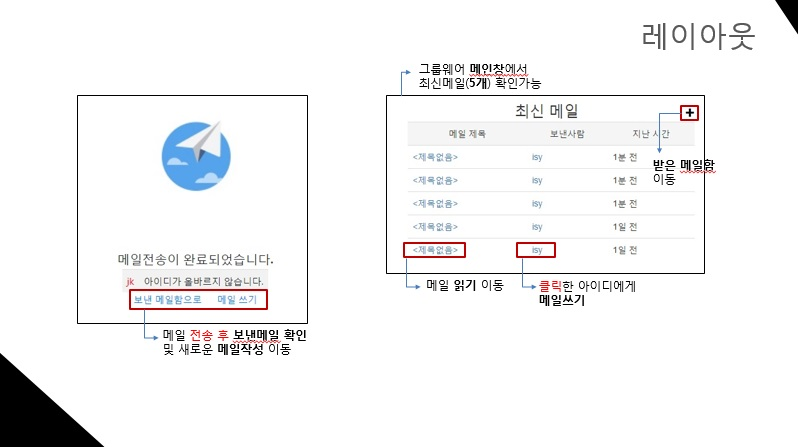 레이아웃
그룹웨어 메인창에서
최신메일(5개) 확인가능
메일전송이 완료되었습니다.
jk 아이디가 올바르지 않습니다.
보낸 메일함으로 메일 쓰기
메일 전송 후 보낸메일 확인
및 새로운 메일작성 이동
최신 메일
+
메일 제목 보낸사람 지난 시간
<제목없음> isy 1분 전
<제목없음> isy 1분 전
<제목없음> isy 1일 전
<제목없음> isy 1일 전
받은 메일함
이동
메일 읽기 이동
클릭한 아이디에게
메일쓰기